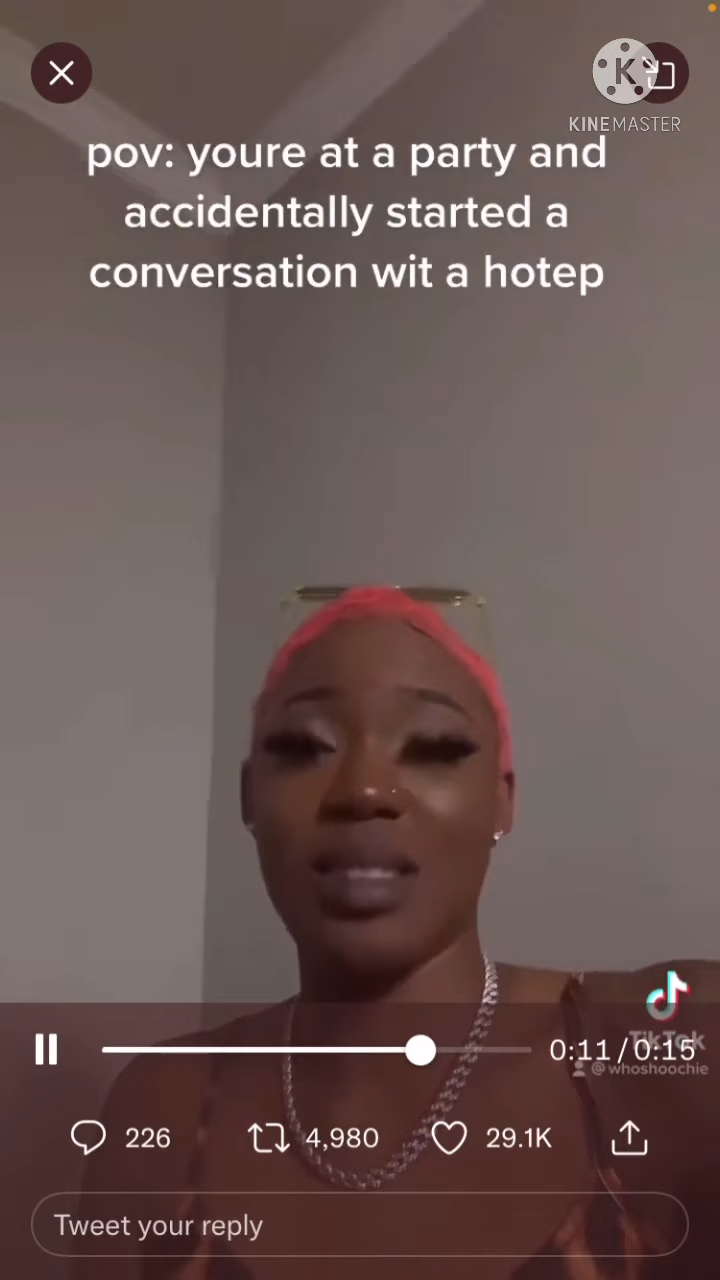 K
KINEMASTER
pov: youre at a party and
accidentally started a
conversation wit a hotep
TikTok
0:11/0:15
@whoshoochie
226
4,980
29.1K
Tweet your reply